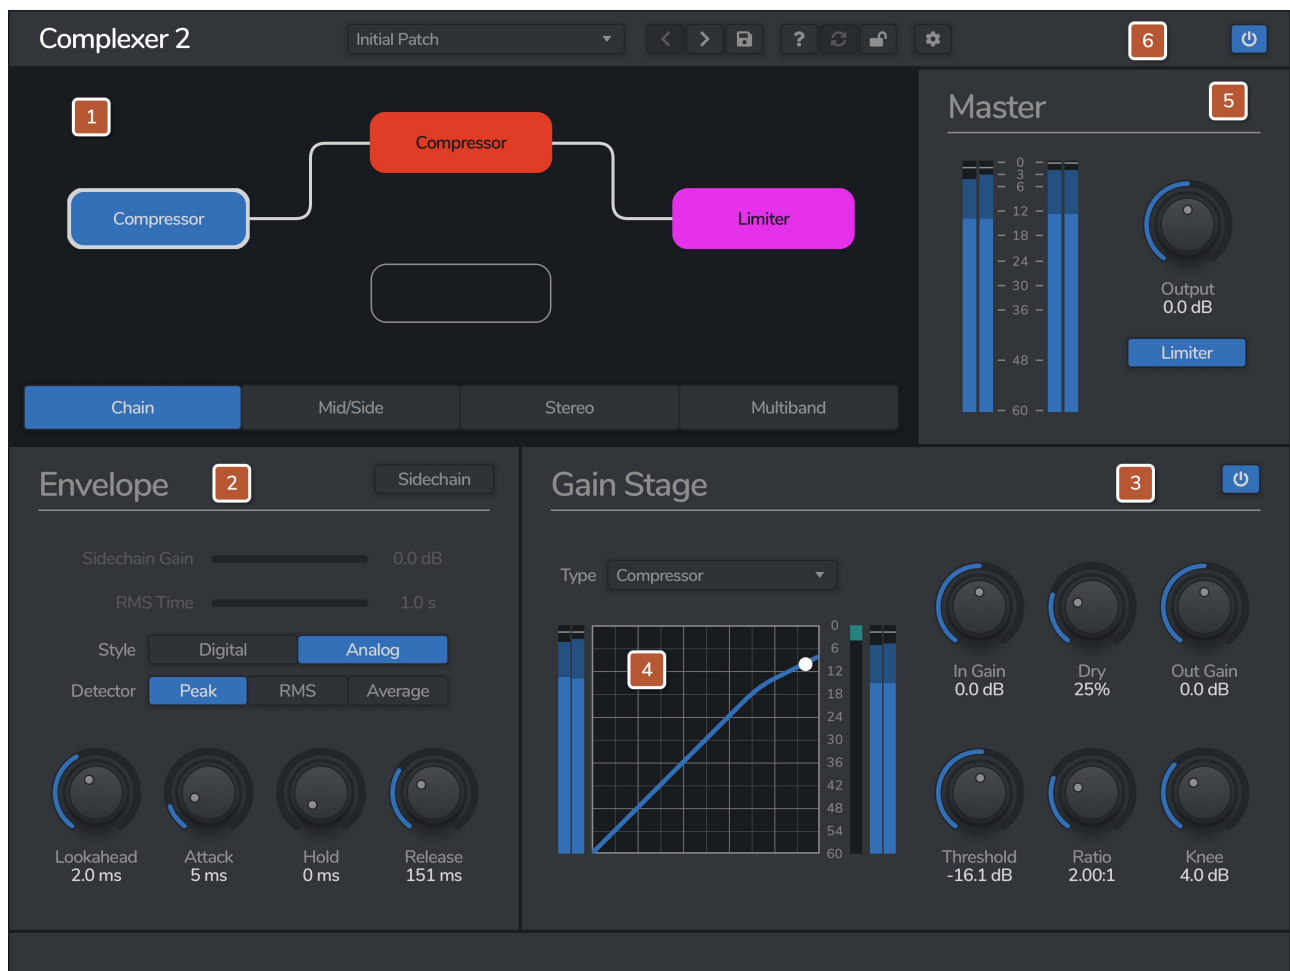 Complexer 2
Initial Patch
?
6
1
Compressor
Compressor
Limiter
Chain
Mid/Side
Stereo
Multiband
Master
5
0
3
6
12
18
24
30
36
48
60
Output
0.0 dB
Limiter
Envelope
2
Sidechain
Sidechain Gain
0.0 dB
RMS Time
1.0 s
Style
Digital
Analog
Detector
Peak
RMS
Average
Lookahead
2.0 ms
Attack
5 ms
Hold
0 ms
Release
151 ms
Gain Stage
3
Type
Compressor
4
0
6
12
18
24
30
36
42
48
54
60
In Gain
0.0 dB
Dry
25%
Out Gain
0.0 dB
Threshold
-16.1 dB
Ratio
2.00:1
Knee
4.0 dB